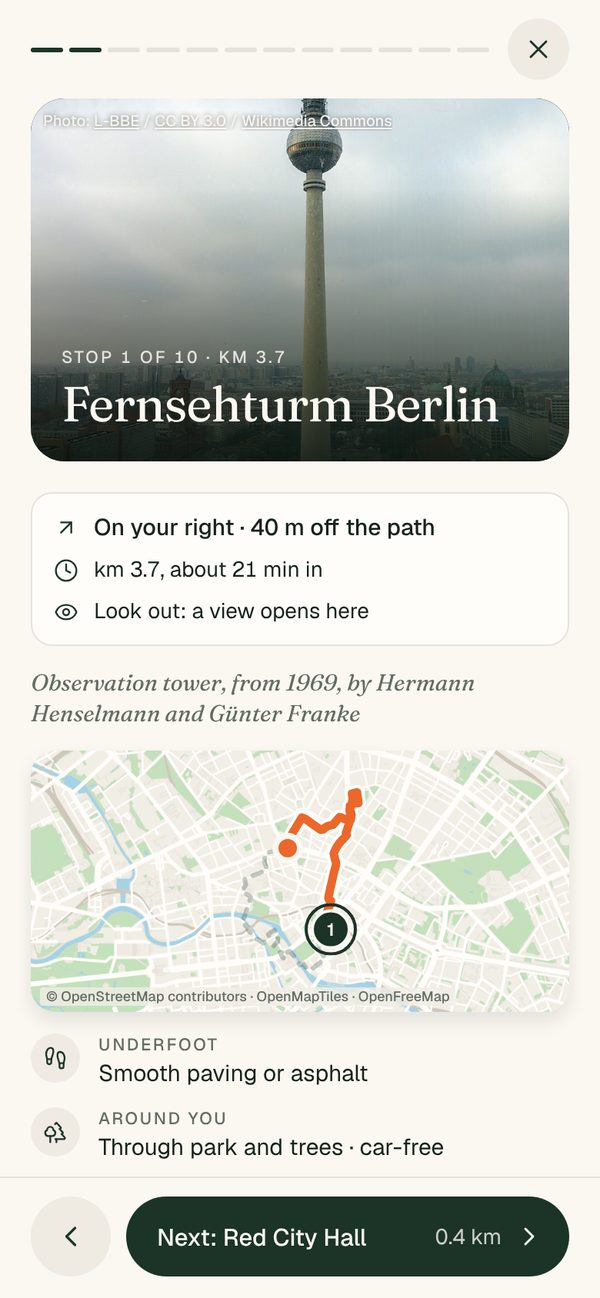 Photo: L-BBE / CC BY 3.0 / Wikimedia Commons
STOP 1 OF 10 · KM 3.7
Fernsehturm Berlin
On your right · 40 m off the path
km 3.7, about 21 min in
Look out: a view opens here
Observation tower, from 1969, by Hermann
Henselmann and Günter Franke
1
© OpenStreetMap contributors · OpenMapTiles · OpenFreeMap
UNDERFOOT
Smooth paving or asphalt
AROUND YOU
Through park and trees · car-free
Next: Red City Hall 0.4 km